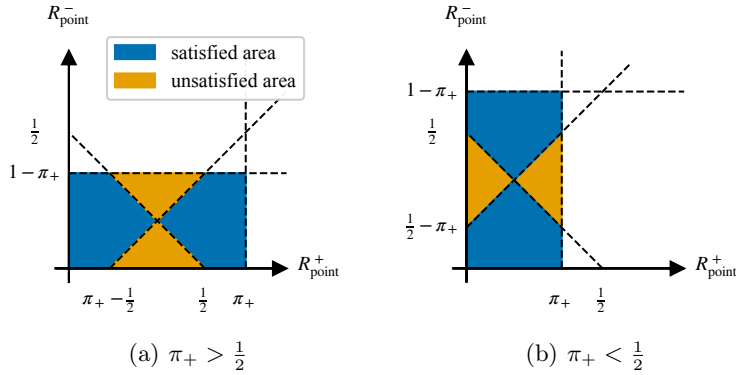 R⁻point
satisfied area
unsatisfied area
½
1 − π₊
π₊ − ½
½
π₊
R⁺point
(a) π₊ > ½
R⁻point
1 − π₊
½
½ − π₊
π₊
½
R⁺point
(b) π₊ < ½